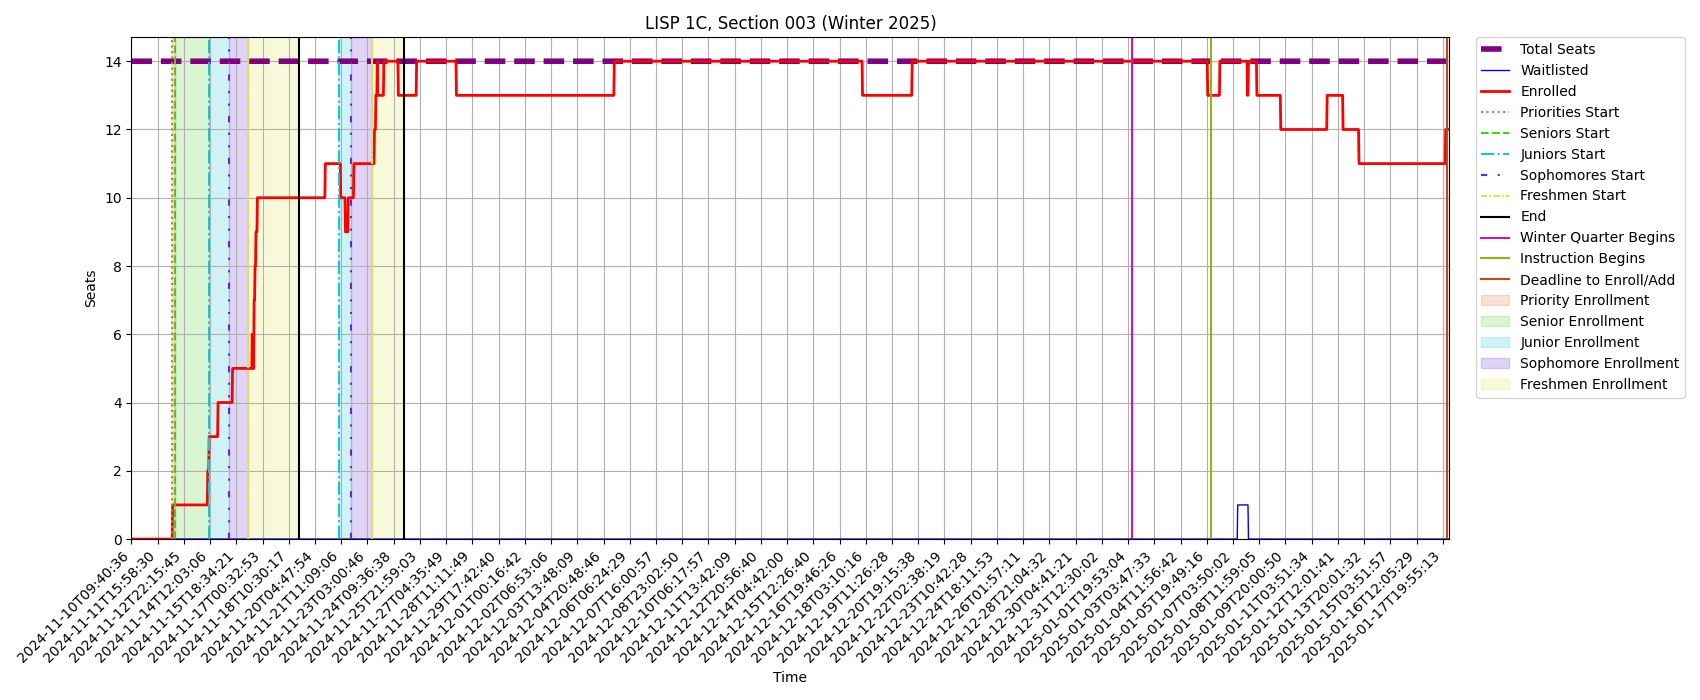 LISP 1C, Section 003 (Winter 2025)
Total Seats
Waitlisted
Enrolled
Priorities Start
Seniors Start
Juniors Start
Sophomores Start
Freshmen Start
End
Winter Quarter Begins
Instruction Begins
Deadline to Enroll/Add
Priority Enrollment
Senior Enrollment
Junior Enrollment
Sophomore Enrollment
Freshmen Enrollment
Seats
14
12
10
8
6
4
2
0
2024-11-10T09:40:36
2024-11-11T15:58:30
2024-11-12T22:15:45
2024-11-14T12:03:06
2024-11-15T18:34:21
2024-11-17T00:32:53
2024-11-18T10:30:17
2024-11-20T04:47:54
2024-11-21T11:09:06
2024-11-23T03:00:46
2024-11-24T09:36:38
2024-11-25T21:59:03
2024-11-27T04:35:49
2024-11-28T11:11:49
2024-11-29T17:42:40
2024-12-01T00:16:42
2024-12-02T06:53:06
2024-12-03T13:48:09
2024-12-04T20:48:46
2024-12-06T06:24:29
2024-12-07T16:00:57
2024-12-08T23:02:50
2024-12-10T06:17:57
2024-12-11T13:42:09
2024-12-12T20:56:40
2024-12-14T04:42:00
2024-12-15T12:26:40
2024-12-16T19:46:26
2024-12-18T03:10:16
2024-12-19T11:26:28
2024-12-20T19:15:38
2024-12-22T02:38:19
2024-12-23T10:42:28
2024-12-24T18:11:53
2024-12-26T01:57:11
2024-12-28T21:04:32
2024-12-30T04:41:21
2024-12-31T12:30:02
2025-01-01T19:53:04
2025-01-03T03:47:33
2025-01-04T11:56:42
2025-01-05T19:49:16
2025-01-07T03:50:02
2025-01-08T11:59:05
2025-01-09T20:00:50
2025-01-11T03:51:34
2025-01-12T12:01:41
2025-01-13T20:01:32
2025-01-15T03:51:57
2025-01-16T12:05:29
2025-01-17T19:55:13
Time